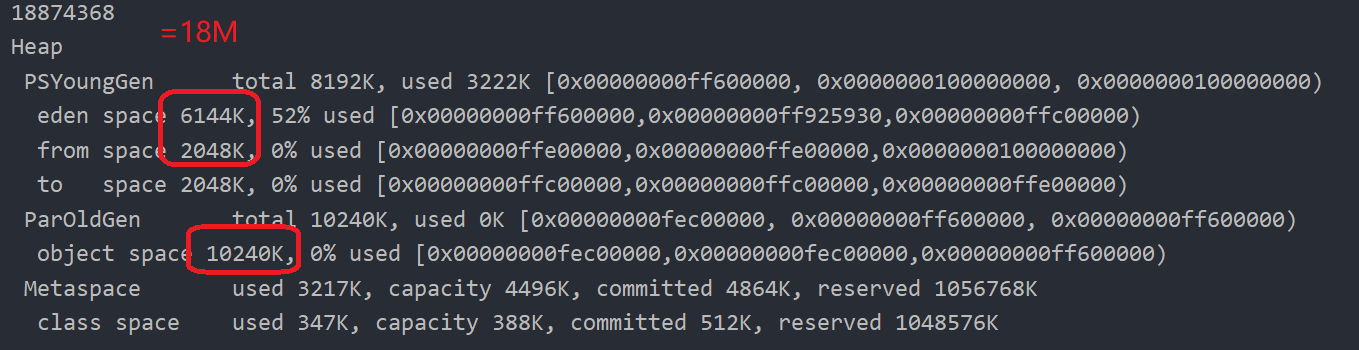 18874368
=18M
Heap
PSYoungGen total 8192K, used 3222K [0x00000000ff600000, 0x0000000100000000, 0x0000000100000000)
eden space 6144K, 52% used [0x00000000ff600000,0x00000000ff925930,0x00000000ffc00000)
from space 2048K, 0% used [0x00000000ffe00000,0x00000000ffe00000,0x0000000100000000)
to space 2048K, 0% used [0x00000000ffc00000,0x00000000ffc00000,0x00000000ffe00000)
ParOldGen total 10240K, used 0K [0x00000000fec00000, 0x00000000ff600000, 0x00000000ff600000)
object space 10240K, 0% used [0x00000000fec00000,0x00000000fec00000,0x00000000ff600000)
Metaspace used 3217K, capacity 4496K, committed 4864K, reserved 1056768K
class space used 347K, capacity 388K, committed 512K, reserved 1048576K